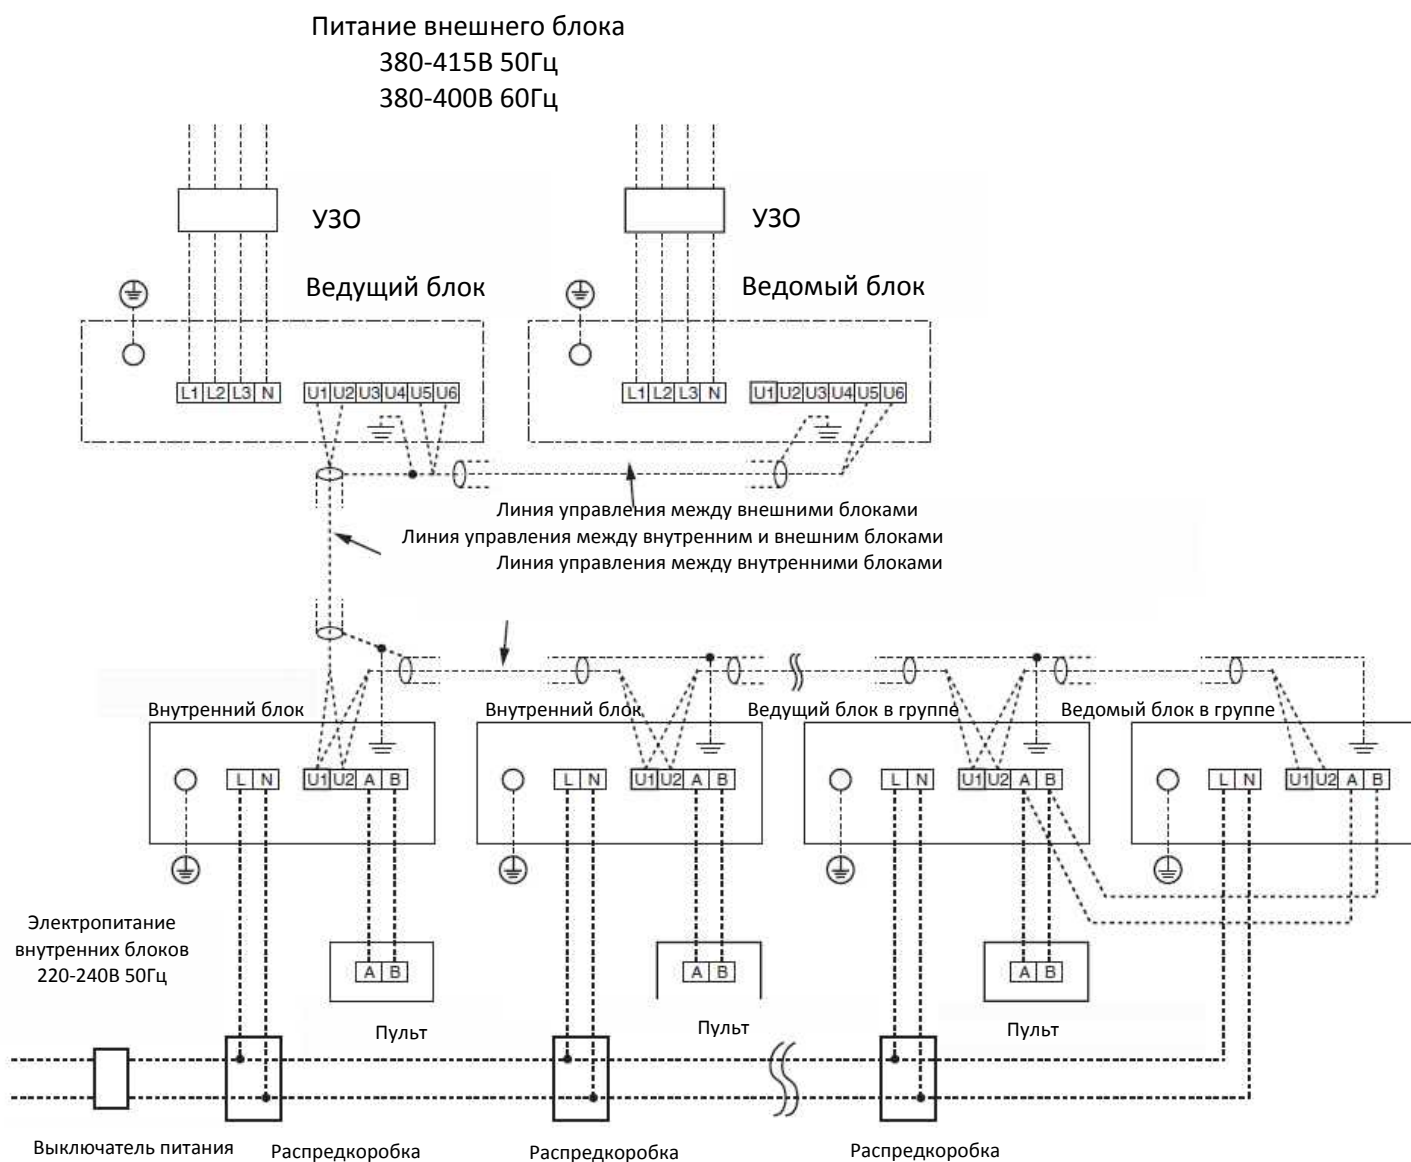 Питание внешнего блока
380-415В 50Гц
380-400В 60Гц
УЗО
УЗО
Ведущий блок
Ведомый блок
L1 L2 L3 N
U1 U2 U3 U4 U5 U6
L1 L2 L3 N
U1 U2 U3 U4 U5 U6
Линия управления между внешними блоками
Линия управления между внутренним и внешним блоками
Линия управления между внутренними блоками
Внутренний блок
Внутренний блок
Ведущий блок в группе
Ведомый блок в группе
L N
U1 U2 A B
L N
U1 U2 A B
L N
U1 U2 A B
L N
U1 U2 A B
Электропитание
внутренних блоков
220-240В 50Гц
A B
A B
A B
Пульт
Пульт
Пульт
Выключатель питания
Распредкоробка
Распредкоробка
Распредкоробка